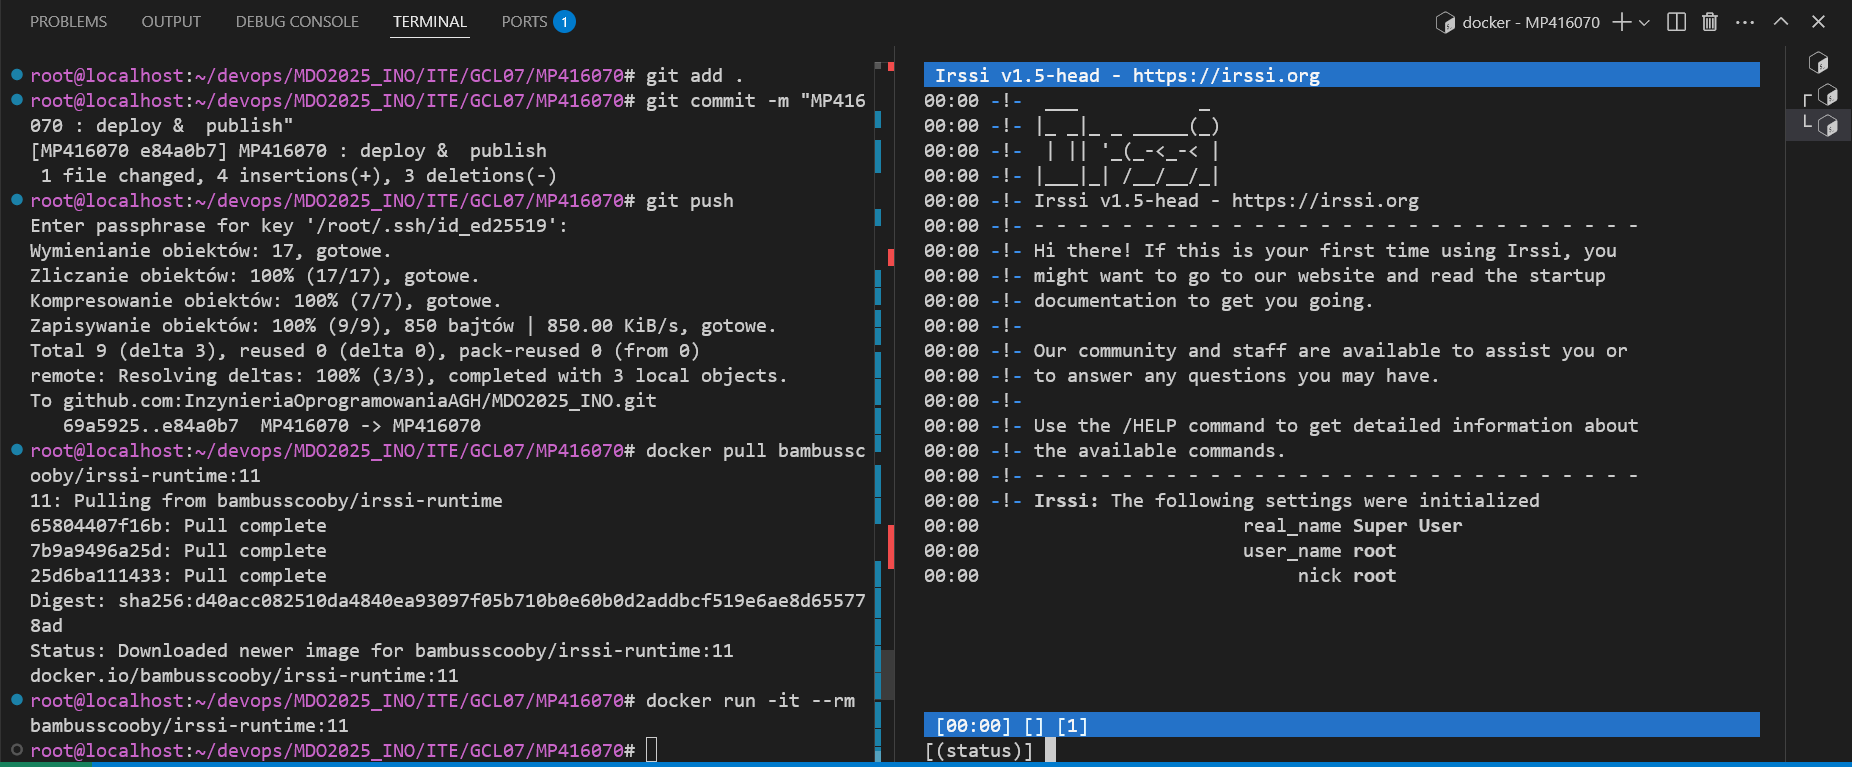 PROBLEMS OUTPUT DEBUG CONSOLE TERMINAL PORTS 1
docker - MP416070
root@localhost:~/devops/MDO2025_INO/ITE/GCL07/MP416070# git add .
root@localhost:~/devops/MDO2025_INO/ITE/GCL07/MP416070# git commit -m "MP416
070 : deploy &  publish"
[MP416070 e84a0b7] MP416070 : deploy &  publish
 1 file changed, 4 insertions(+), 3 deletions(-)
root@localhost:~/devops/MDO2025_INO/ITE/GCL07/MP416070# git push
Enter passphrase for key '/root/.ssh/id_ed25519':
Wymienianie obiektów: 17, gotowe.
Zliczanie obiektów: 100% (17/17), gotowe.
Kompresowanie obiektów: 100% (7/7), gotowe.
Zapisywanie obiektów: 100% (9/9), 850 bajtów | 850.00 KiB/s, gotowe.
Total 9 (delta 3), reused 0 (delta 0), pack-reused 0 (from 0)
remote: Resolving deltas: 100% (3/3), completed with 3 local objects.
To github.com:InzynieriaOprogramowaniaAGH/MDO2025_INO.git
   69a5925..e84a0b7  MP416070 -> MP416070
root@localhost:~/devops/MDO2025_INO/ITE/GCL07/MP416070# docker pull bambussc
ooby/irssi-runtime:11
11: Pulling from bambusscooby/irssi-runtime
65804407f16b: Pull complete
7b9a9496a25d: Pull complete
25d6ba111433: Pull complete
Digest: sha256:d40acc082510da4840ea93097f05b710b0e60b0d2addbcf519e6ae8d65577
8ad
Status: Downloaded newer image for bambusscooby/irssi-runtime:11
docker.io/bambusscooby/irssi-runtime:11
root@localhost:~/devops/MDO2025_INO/ITE/GCL07/MP416070# docker run -it --rm
bambusscooby/irssi-runtime:11
root@localhost:~/devops/MDO2025_INO/ITE/GCL07/MP416070#
Irssi v1.5-head - https://irssi.org
00:00 -!-  ___           _
00:00 -!- |_ _|_ _ _____(_)
00:00 -!-  | || '_(_-<_-< |
00:00 -!- |___|_| /__/__/_|
00:00 -!- Irssi v1.5-head - https://irssi.org
00:00 -!- - - - - - - - - - - - - - - - - - - - - - - - - - - - -
00:00 -!- Hi there! If this is your first time using Irssi, you
00:00 -!- might want to go to our website and read the startup
00:00 -!- documentation to get you going.
00:00 -!-
00:00 -!- Our community and staff are available to assist you or
00:00 -!- to answer any questions you may have.
00:00 -!-
00:00 -!- Use the /HELP command to get detailed information about
00:00 -!- the available commands.
00:00 -!- - - - - - - - - - - - - - - - - - - - - - - - - - - - -
00:00 -!- Irssi: The following settings were initialized
00:00                        real_name Super User
00:00                        user_name root
00:00                             nick root
[00:00] [] [1]
[(status)]